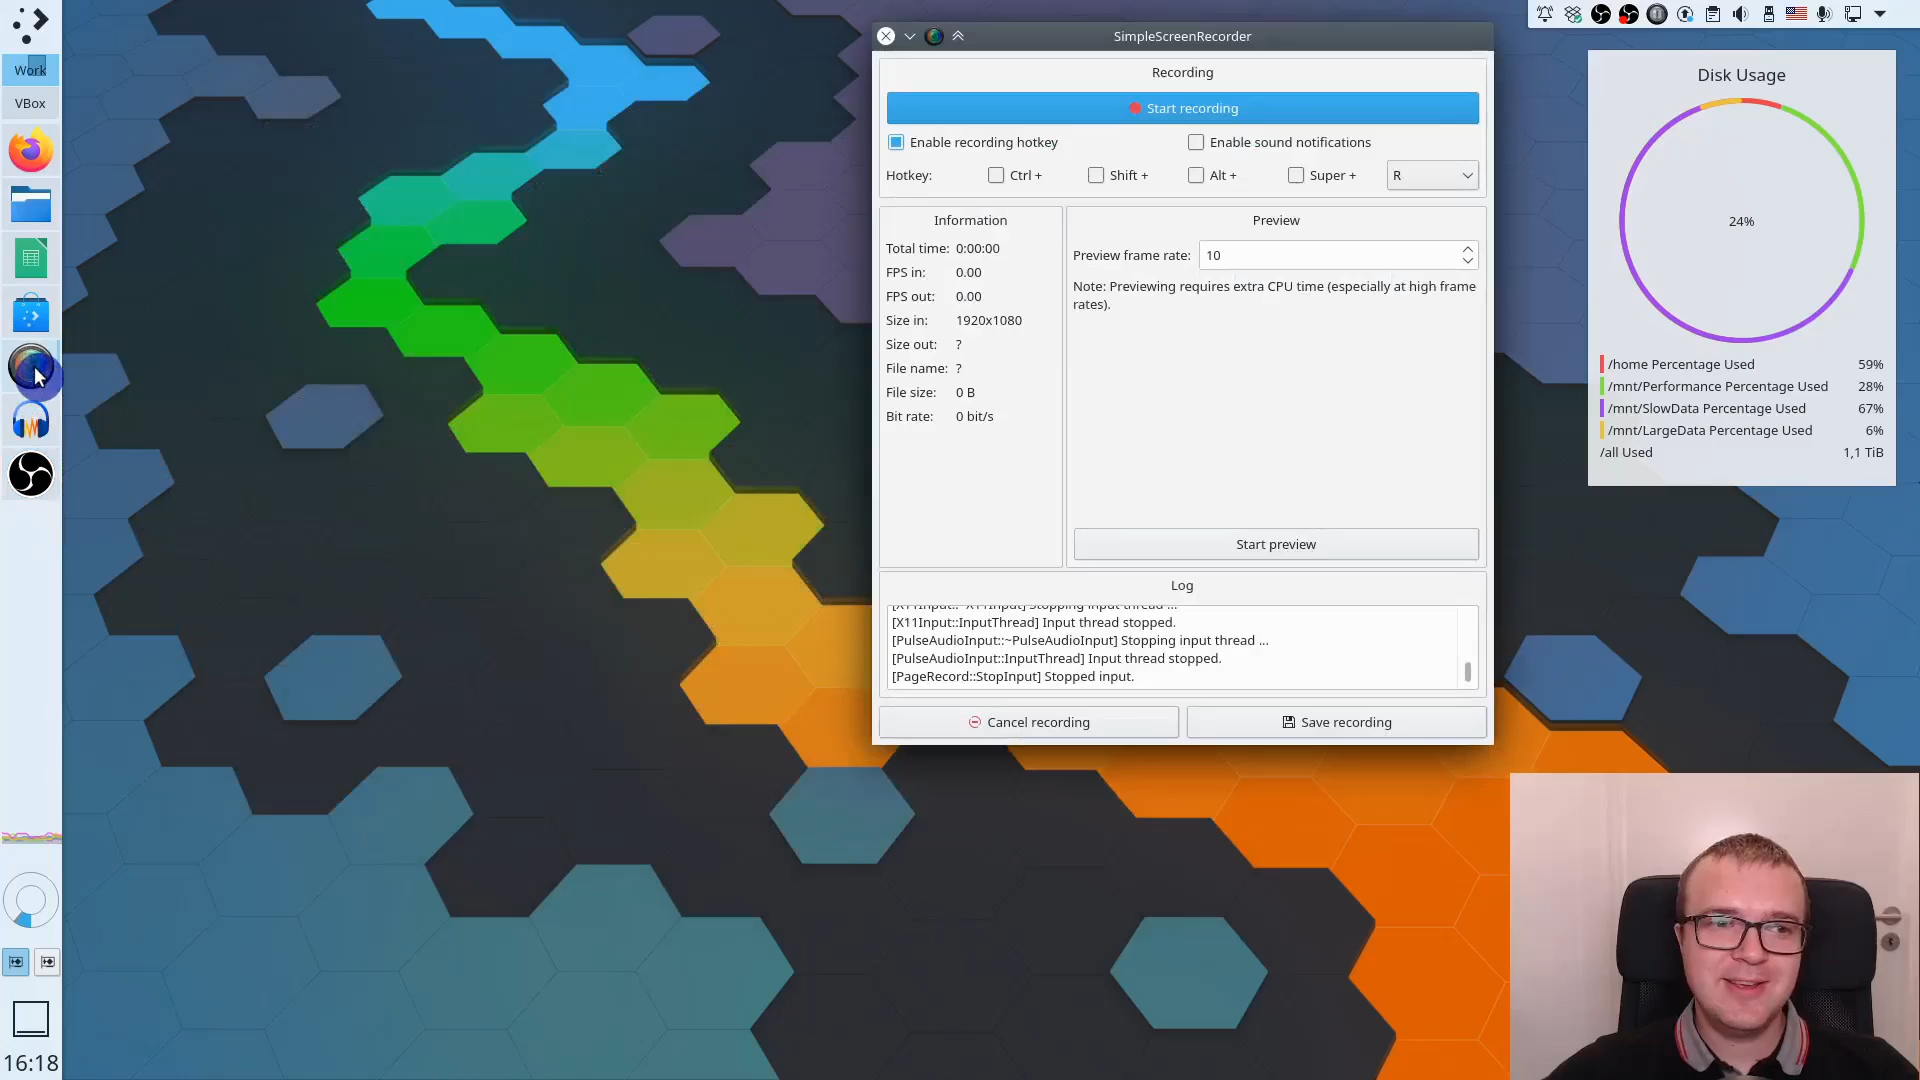 Work
VBox
16:18
SimpleScreenRecorder
Recording
Start recording
Enable recording hotkey
Enable sound notifications
Hotkey: Ctrl + Shift + Alt + Super + R
Information
Total time: 0:00:00
FPS in: 0.00
FPS out: 0.00
Size in: 1920x1080
Size out: ?
File name: ?
File size: 0 B
Bit rate: 0 bit/s
Preview
Preview frame rate: 10
Note: Previewing requires extra CPU time (especially at high frame
rates).
Start preview
Log
[X11Input::~X11Input] Stopping input thread ...
[X11Input::InputThread] Input thread stopped.
[PulseAudioInput::~PulseAudioInput] Stopping input thread ...
[PulseAudioInput::InputThread] Input thread stopped.
[PageRecord::StopInput] Stopped input.
Cancel recording
Save recording
Disk Usage
24%
/home Percentage Used 59%
/mnt/Performance Percentage Used 28%
/mnt/SlowData Percentage Used 67%
/mnt/LargeData Percentage Used 6%
/all Used 1,1 TiB